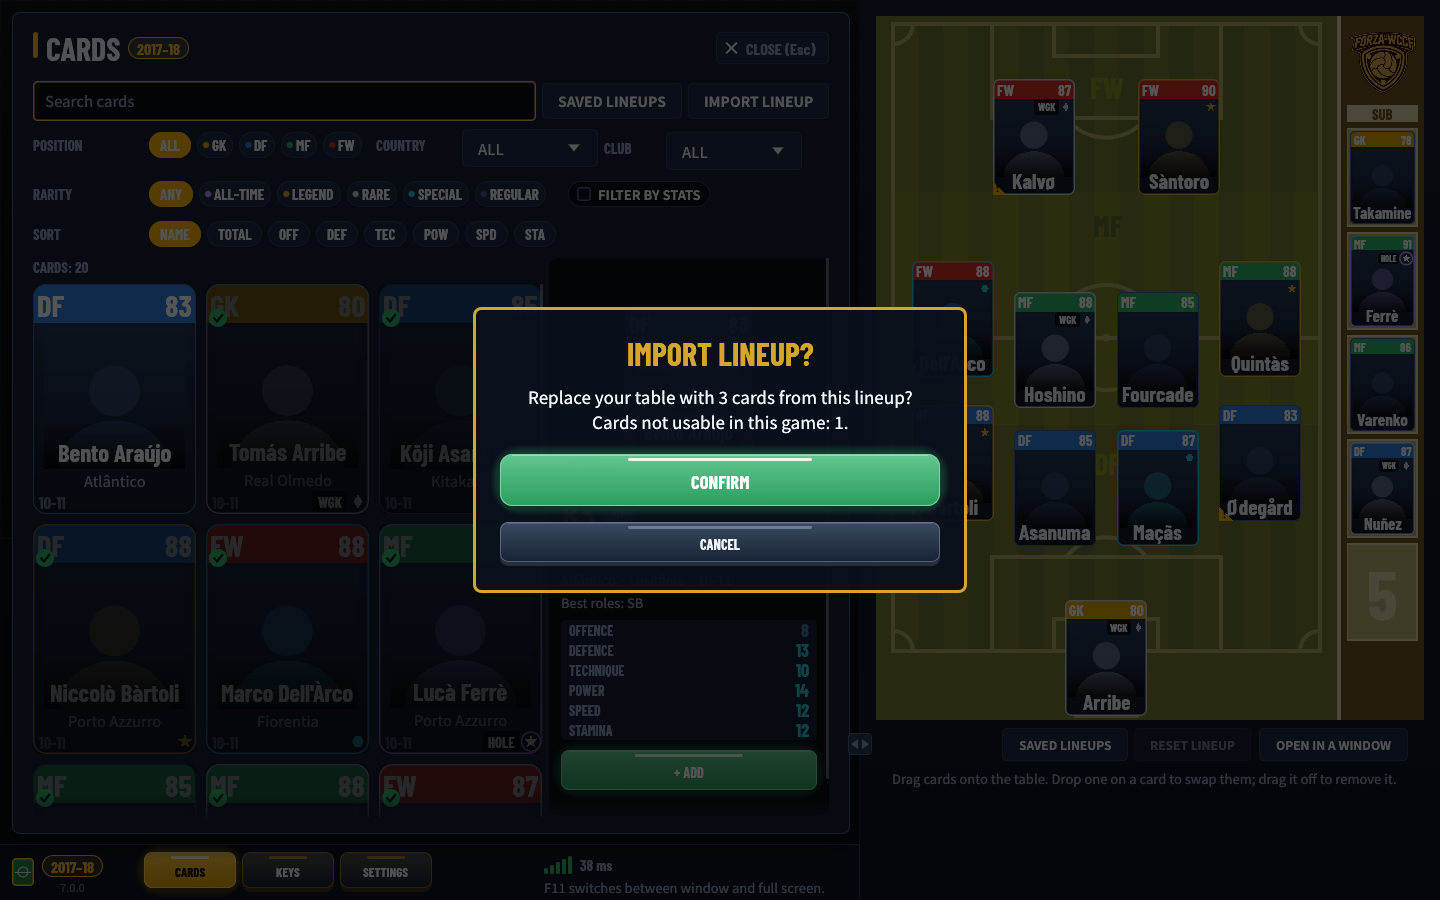 CARDS 2017-18
CLOSE (Esc)
Search cards
SAVED LINEUPS
IMPORT LINEUP
POSITION
ALL
GK
DF
MF
FW
COUNTRY
ALL
CLUB
ALL
RARITY
ANY
ALL-TIME
LEGEND
RARE
SPECIAL
REGULAR
FILTER BY STATS
SORT
NAME
TOTAL
OFF
DEF
TEC
POW
SPD
STA
CARDS: 20
DF 83
Bento Araújo
Atlântico
10-11
GK 80
Tomás Arribe
Real Olmedo
10-11
WGK
DF 85
Kōji Asa
Kitaka
10-11
DF 88
Niccolò Bàrtoli
Porto Azzurro
10-11
FW 88
Marco Dell'Àrco
Fiorentia
10-11
MF
Lucà Ferrè
Porto Azzurro
10-11
HOLE
MF 85
MF 88
FW 87
IMPORT LINEUP?
Replace your table with 3 cards from this lineup?
Cards not usable in this game: 1.
CONFIRM
CANCEL
Best roles: SB
OFFENCE 8
DEFENCE 13
TECHNIQUE 10
POWER 14
SPEED 12
STAMINA 12
+ ADD
2017-18
7.0.0
CARDS
KEYS
SETTINGS
38 ms
F11 switches between window and full screen.
FW
MF
DF
FW 87
WGK
Kalvø
FW 90
Sàntoro
FW 88
Dell'Àrco
MF 88
WGK
Hoshino
MF 85
Fourcade
MF 88
Quintàs
88
oli
DF 85
Asanuma
DF 87
Maçãs
DF 83
Ødegård
GK 80
WGK
Arribe
FORZA-WCCF
SUB
GK 78
Takamine
MF 91
HOLE
Ferrè
MF 86
Varenko
DF 87
WGK
Nuñez
5
SAVED LINEUPS
RESET LINEUP
OPEN IN A WINDOW
Drag cards onto the table. Drop one on a card to swap them; drag it off to remove it.